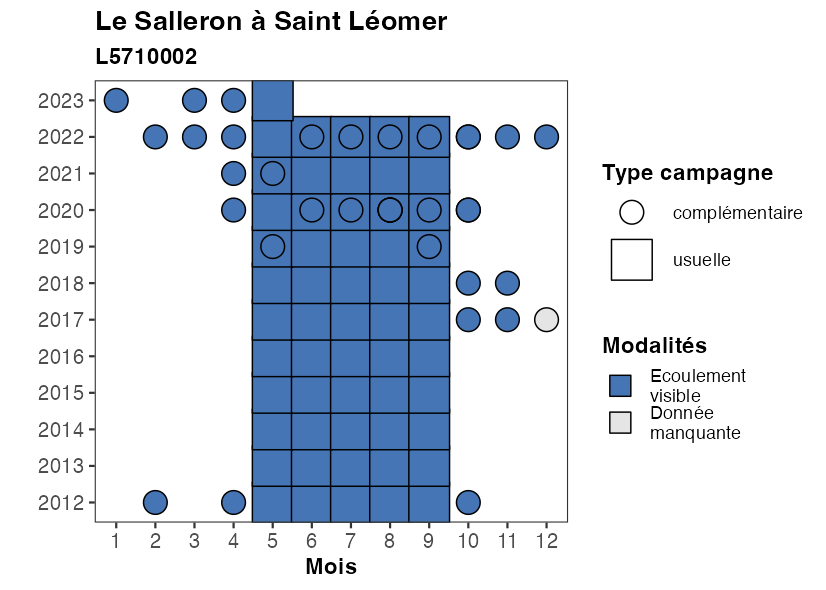 Le Salleron à Saint Léomer
L5710002
2023
2022
2021
2020
2019
2018
2017
2016
2015
2014
2013
2012
1 2 3 4 5 6 7 8 9 10 11 12
Mois
Type campagne
complémentaire
usuelle
Modalités
Ecoulement
visible
Donnée
manquante